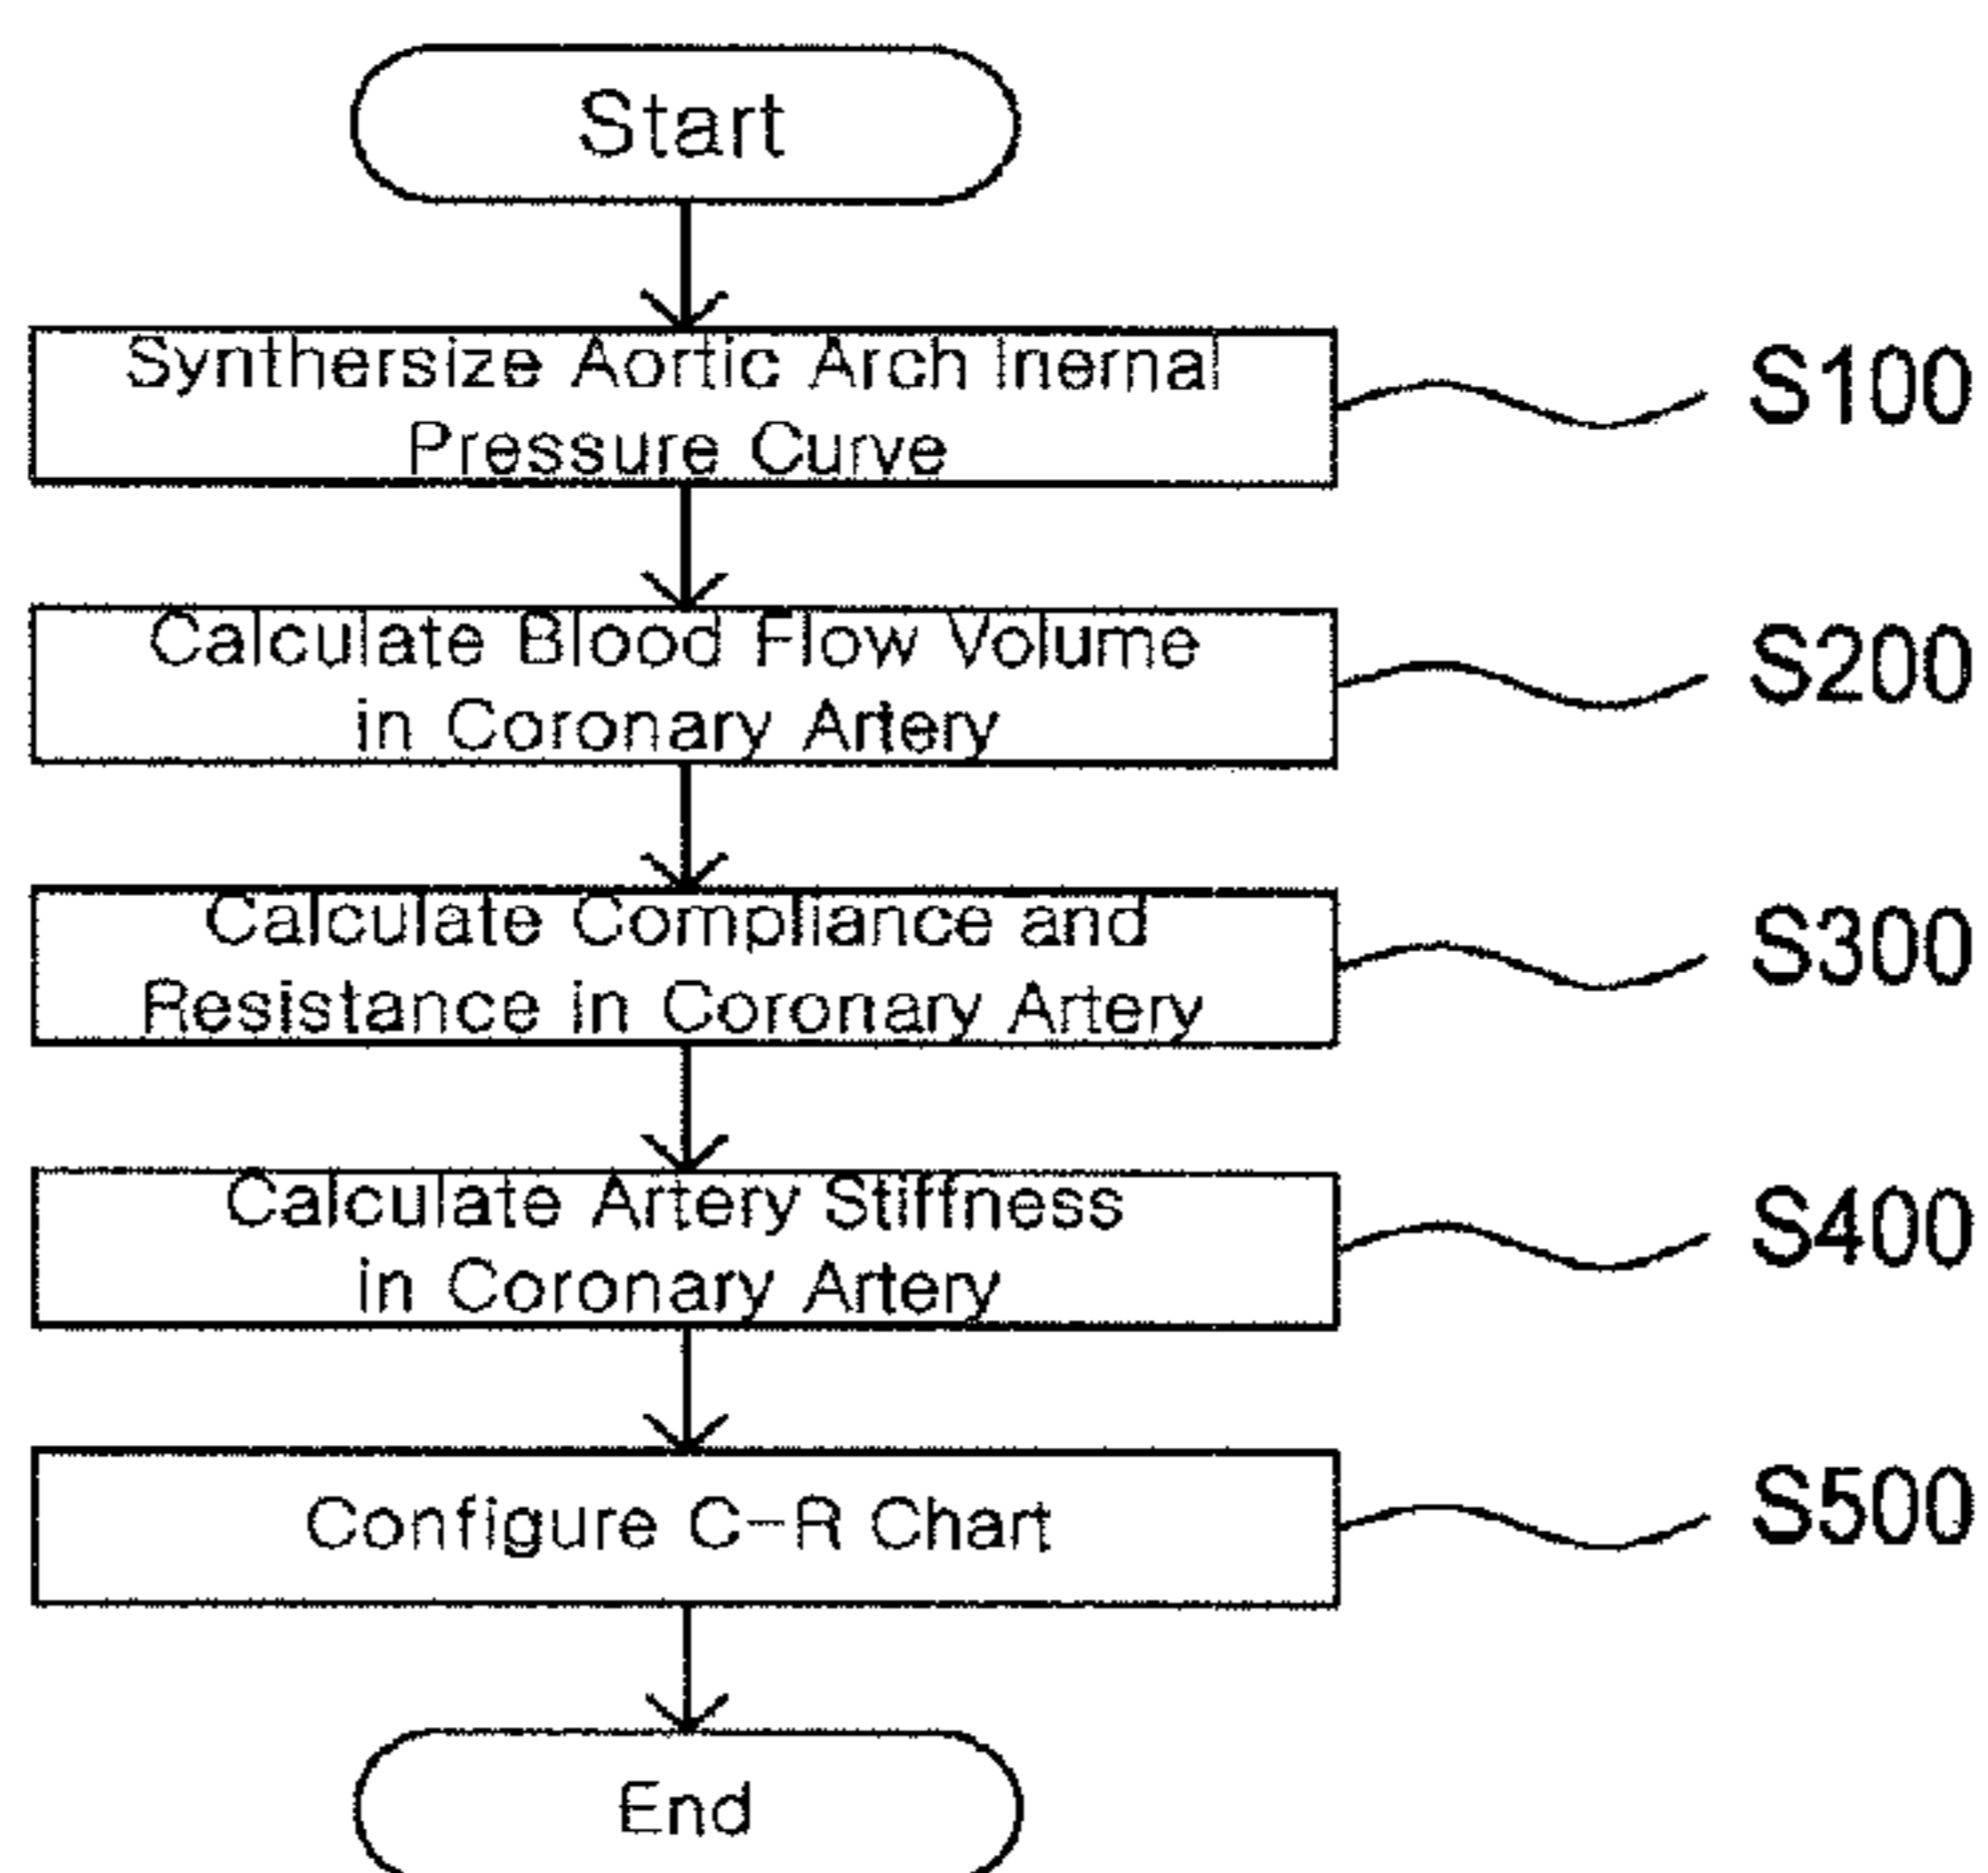 Start
Synthersize Aortic Arch Inernal
Pressure Curve
S100
Calculate Blood Flow Volume
in Coronary Artery
S200
Calculate Compliance and
Resistance in Coronary Artery
S300
Calculate Artery Stiffness
in Coronary Artery
S400
Configure C-R Chart
S500
End